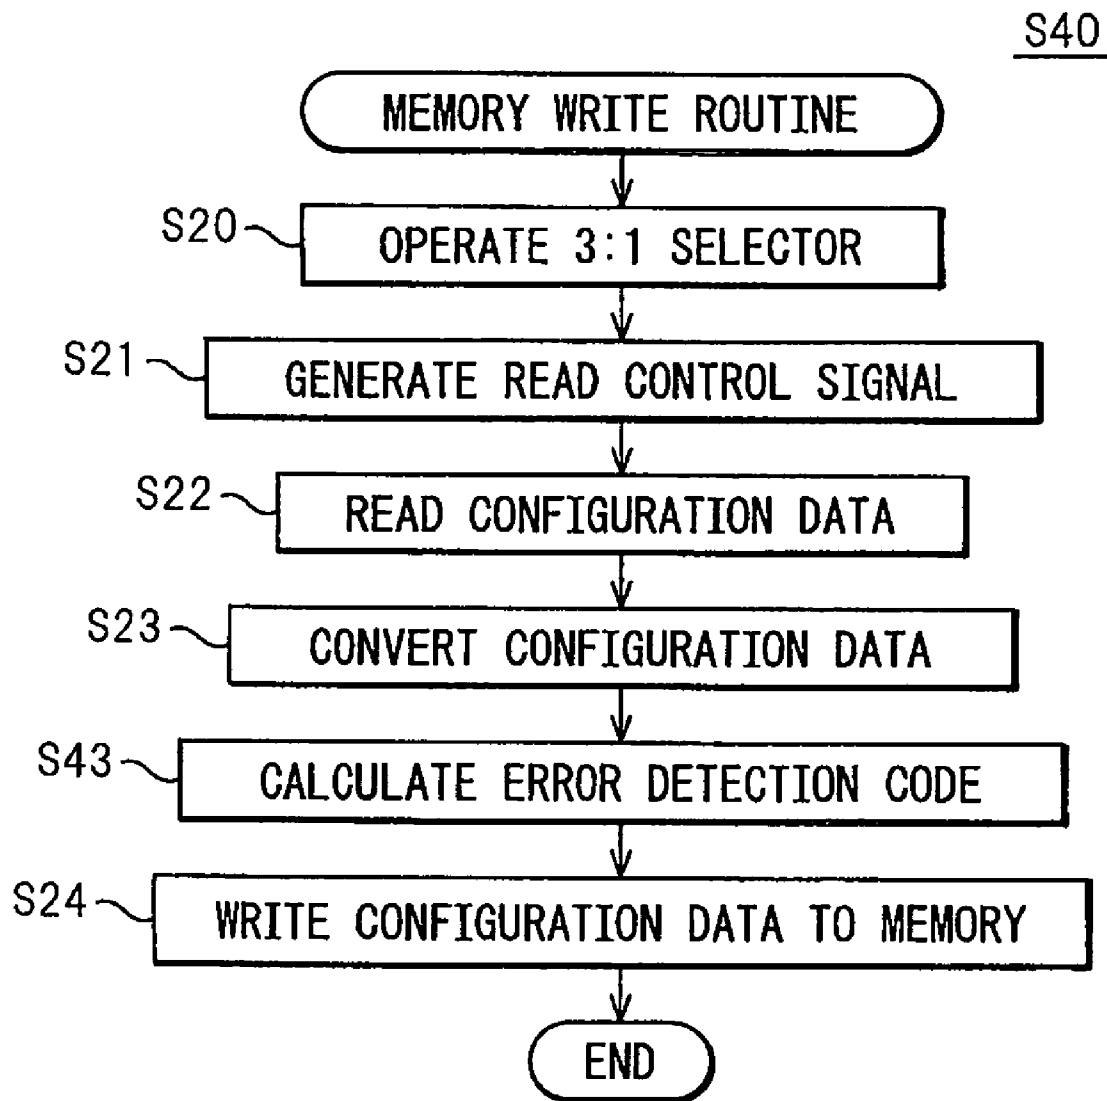 S40
MEMORY WRITE ROUTINE
S20
OPERATE 3:1 SELECTOR
S21
GENERATE READ CONTROL SIGNAL
S22
READ CONFIGURATION DATA
S23
CONVERT CONFIGURATION DATA
S43
CALCULATE ERROR DETECTION CODE
S24
WRITE CONFIGURATION DATA TO MEMORY
END